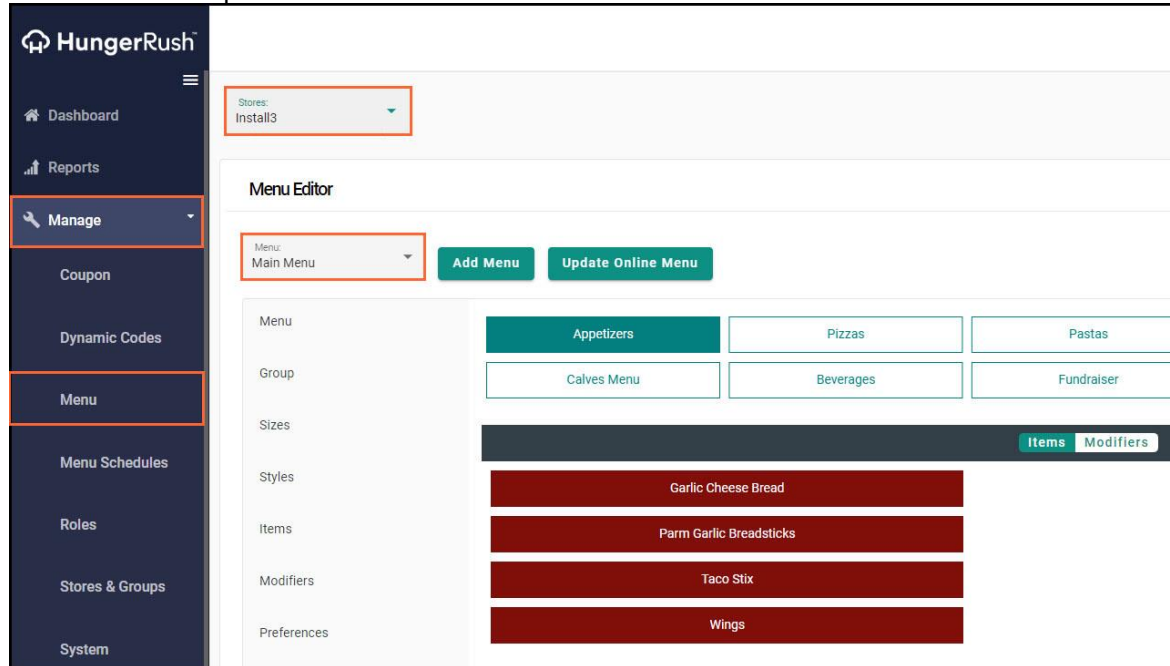 HungerRush™
Dashboard
Reports
Manage
Coupon
Dynamic Codes
Menu
Menu Schedules
Roles
Stores & Groups
System
Stores:
Install3
Menu Editor
Menu:
Main Menu
Add Menu Update Online Menu
Menu
Group
Sizes
Styles
Items
Modifiers
Preferences
Appetizers Pizzas Pastas
Calves Menu Beverages Fundraiser
Items Modifiers
Garlic Cheese Bread
Parm Garlic Breadsticks
Taco Stix
Wings